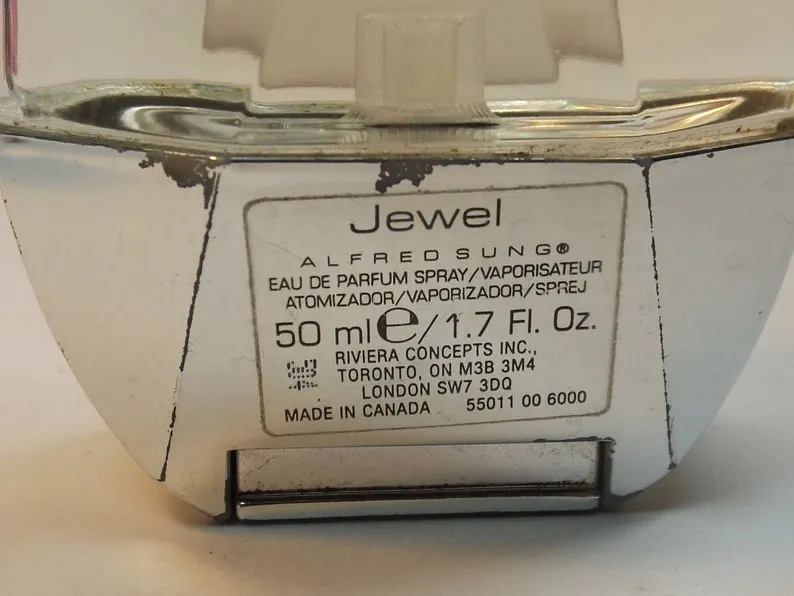 Jewel
ALFRED SUNG®
EAU DE PARFUM SPRAY/VAPORISATEUR
ATOMIZADOR/VAPORIZADOR/SPREJ
50 ml ℮/1.7 Fl. Oz.
RIVIERA CONCEPTS INC.,
TORONTO, ON M3B 3M4
LONDON SW7 3DQ
MADE IN CANADA 55011 00 6000